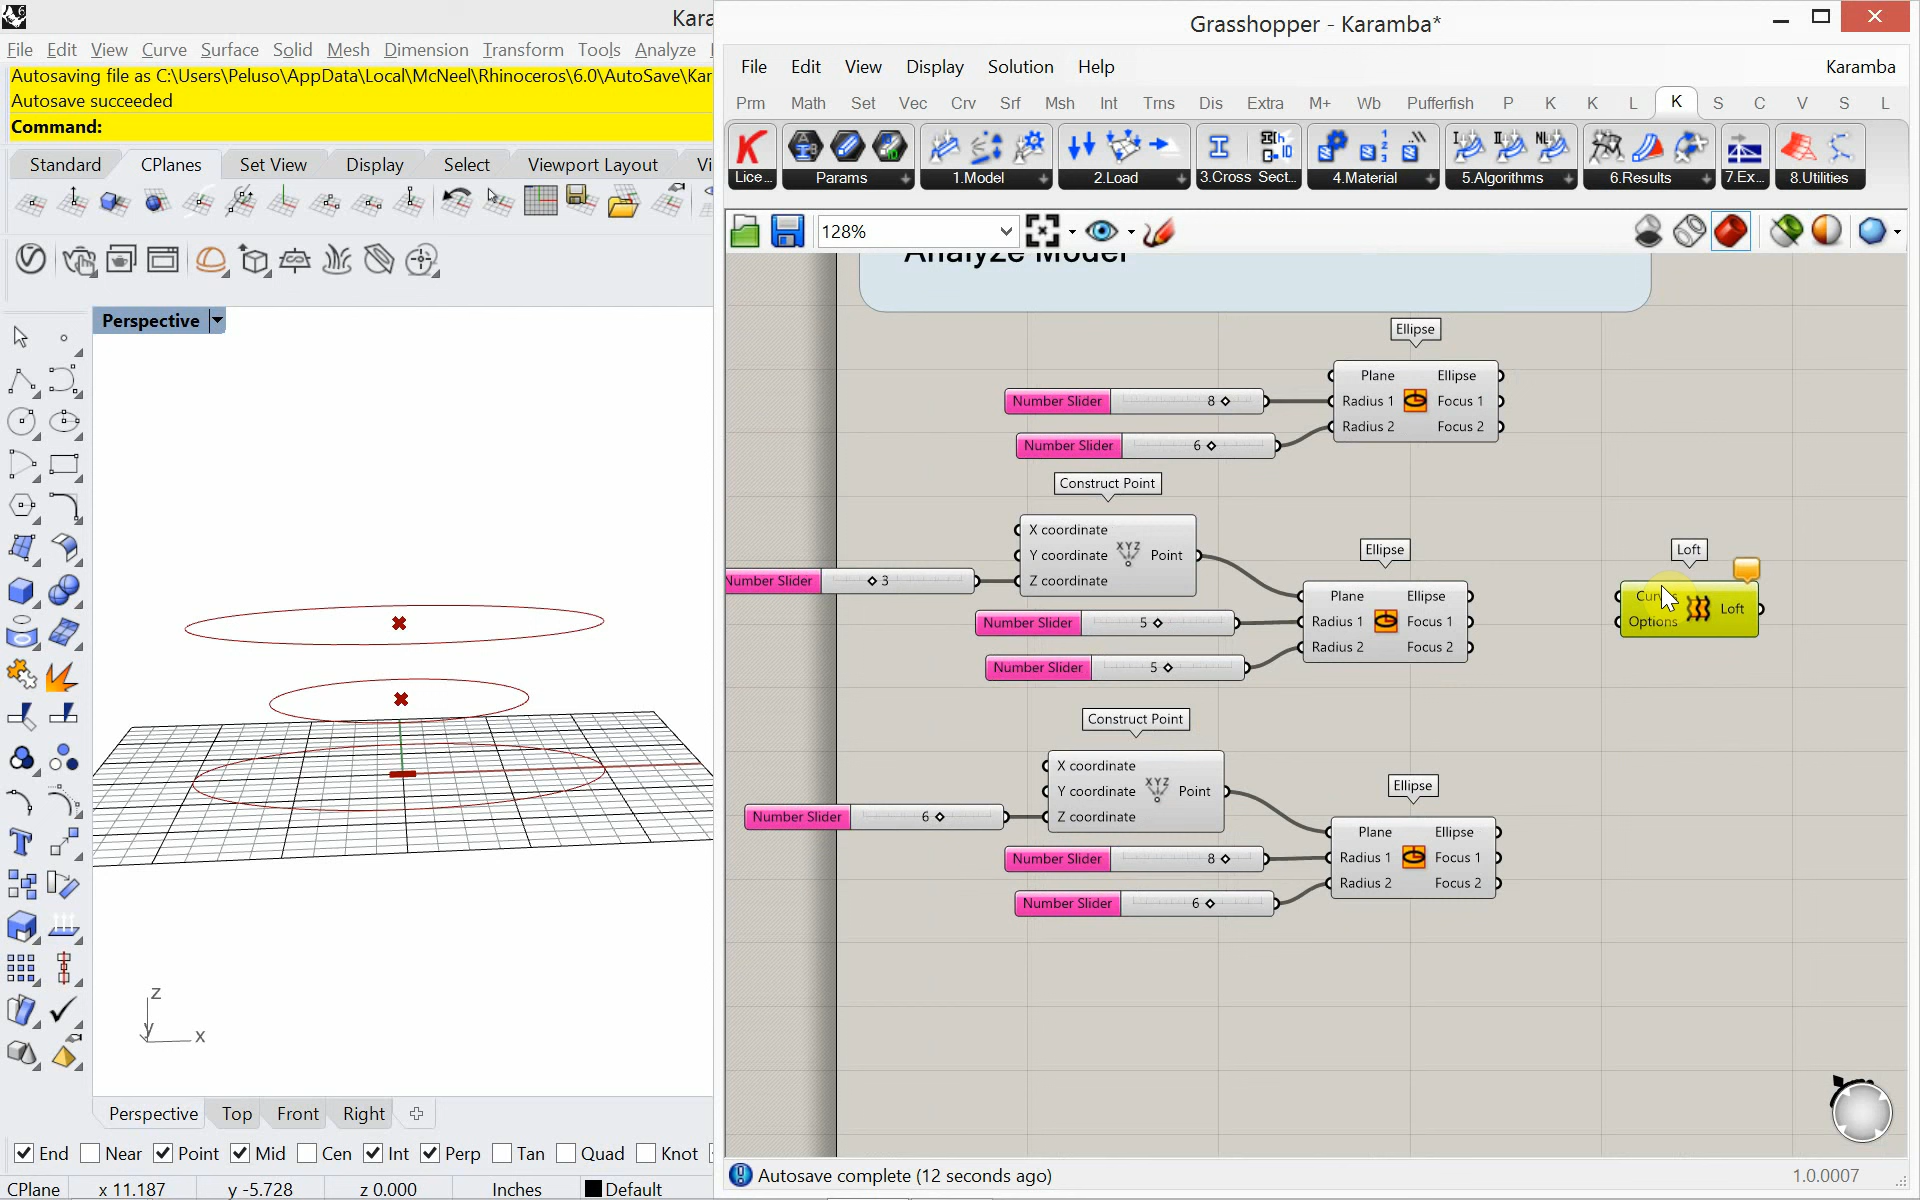 Kara
File Edit View Curve Surface Solid Mesh Dimension Transform Tools Analyze
Autosaving file as C:\Users\Peluso\AppData\Local\McNeel\Rhinoceros\6.0\AutoSave\Kar
Autosave succeeded
Command:
Standard CPlanes Set View Display Select Viewport Layout Vi
Perspective
z
y x
Perspective Top Front Right
End Near Point Mid Cen Int Perp Tan Quad Knot
CPlane x 11.187 y -5.728 z 0.000 Inches Default
Grasshopper - Karamba*
File Edit View Display Solution Help Karamba
Prm Math Set Vec Crv Srf Msh Int Trns Dis Extra M+ Wb Pufferfish P K K L K S C V S L
Lice... Params 1.Model 2.Load 3.Cross Sect... 4.Material 5.Algorithms 6.Results 7.Ex... 8.Utilities
128%
Analyze Model
Ellipse
Plane Ellipse
Number Slider 8 Radius 1 Focus 1
Number Slider 6 Radius 2 Focus 2
Construct Point
X coordinate
Y coordinate XYZ Point
Number Slider 3 Z coordinate
Ellipse
Plane Ellipse
Number Slider 5 Radius 1 Focus 1
Number Slider 5 Radius 2 Focus 2
Loft
Loft
Options
Construct Point
X coordinate
Y coordinate XYZ Point
Number Slider 6 Z coordinate
Ellipse
Plane Ellipse
Number Slider 8 Radius 1 Focus 1
Number Slider 6 Radius 2 Focus 2
Autosave complete (12 seconds ago) 1.0.0007